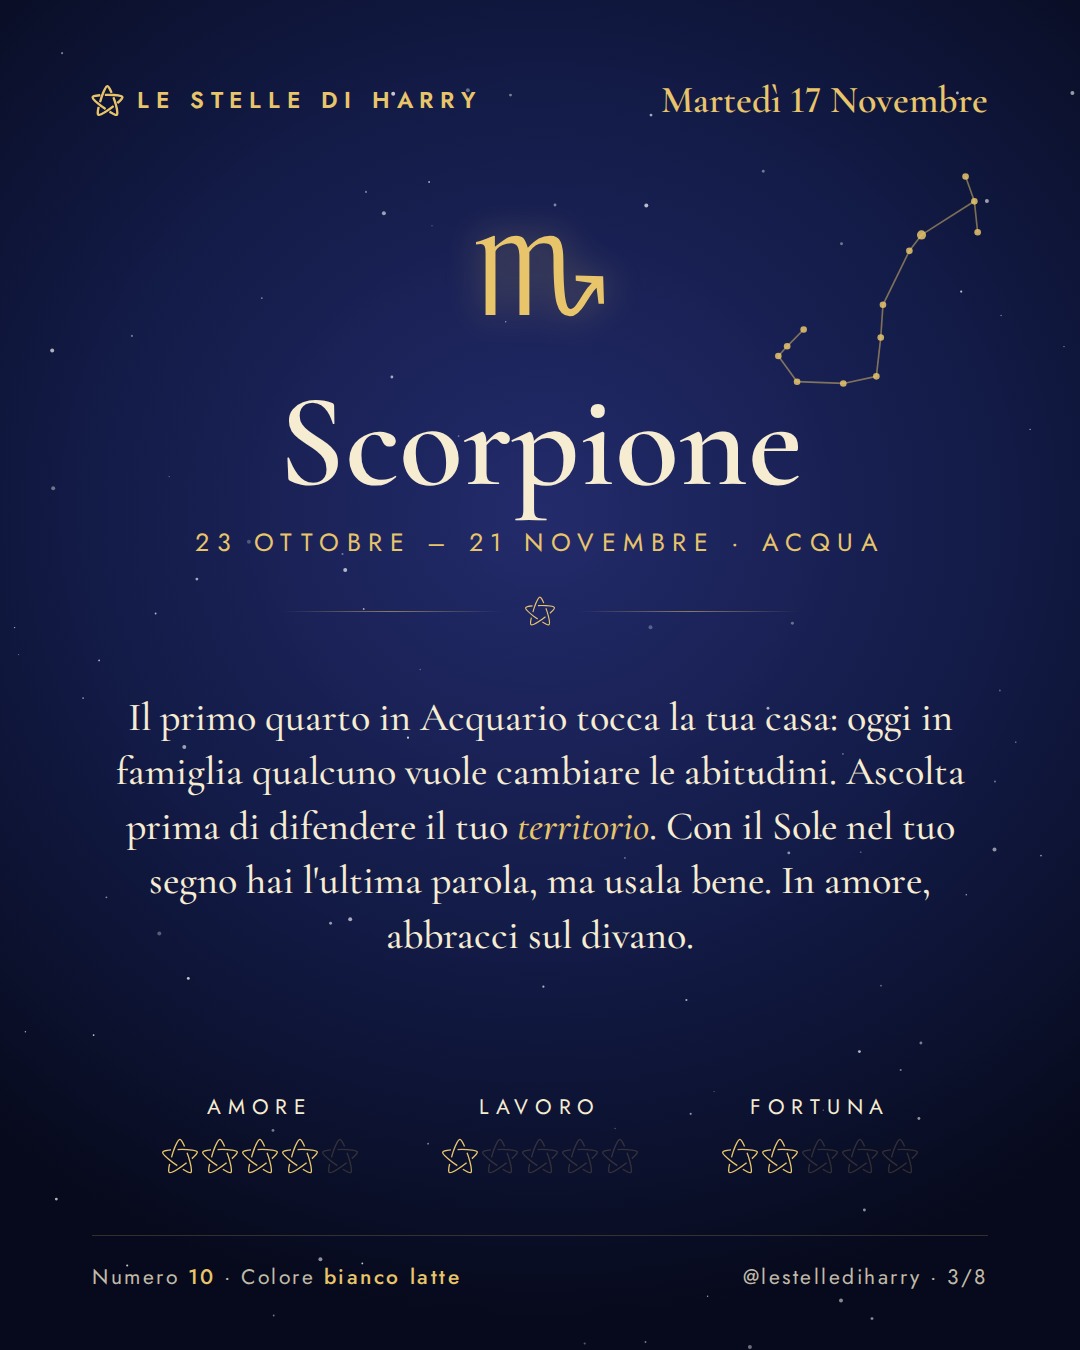 LE STELLE DI HARRY
Martedì 17 Novembre
Scorpione
23 OTTOBRE – 21 NOVEMBRE · ACQUA
Il primo quarto in Acquario tocca la tua casa: oggi in
famiglia qualcuno vuole cambiare le abitudini. Ascolta
prima di difendere il tuo territorio. Con il Sole nel tuo
segno hai l'ultima parola, ma usala bene. In amore,
abbracci sul divano.
AMORE
LAVORO
FORTUNA
Numero 10 · Colore bianco latte
@lestellediharry · 3/8